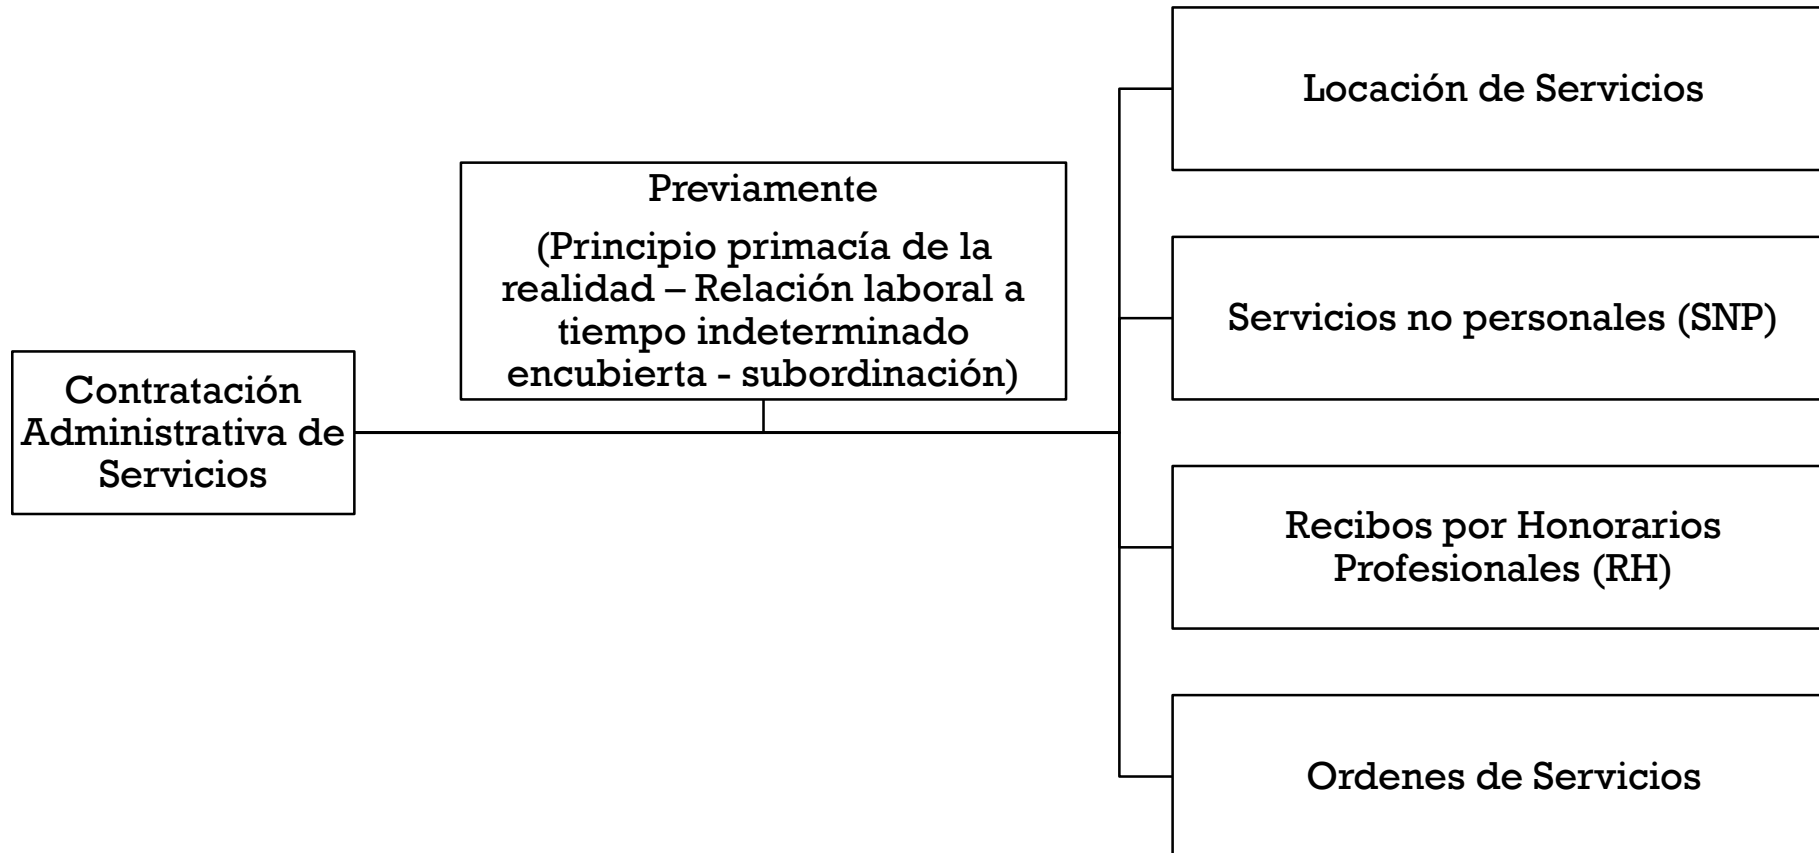 Contratación
Administrativa de
Servicios
Previamente
(Principio primacía de la
realidad – Relación laboral a
tiempo indeterminado
encubierta - subordinación)
Locación de Servicios
Servicios no personales (SNP)
Recibos por Honorarios
Profesionales (RH)
Ordenes de Servicios